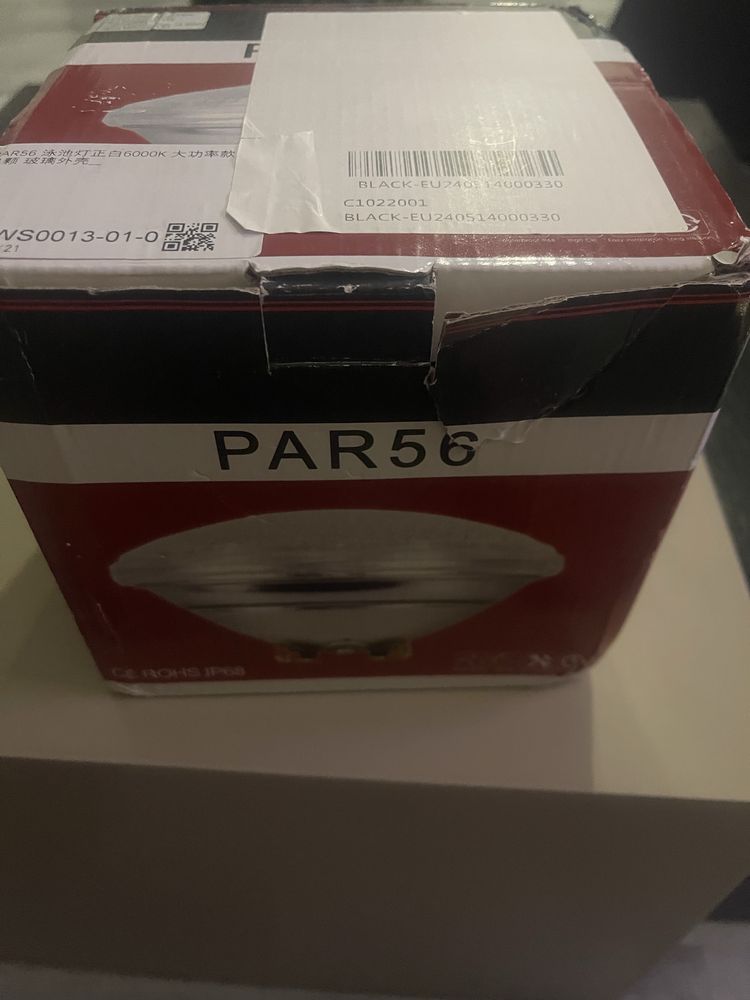 P
PAR56 泳池灯正白6000K 大功率款
颗 玻璃外壳
WS0013-01-0
BLACK-EU240514000330
C1022001
BLACK-EU240514000330
PAR56
CE ROHS IP68